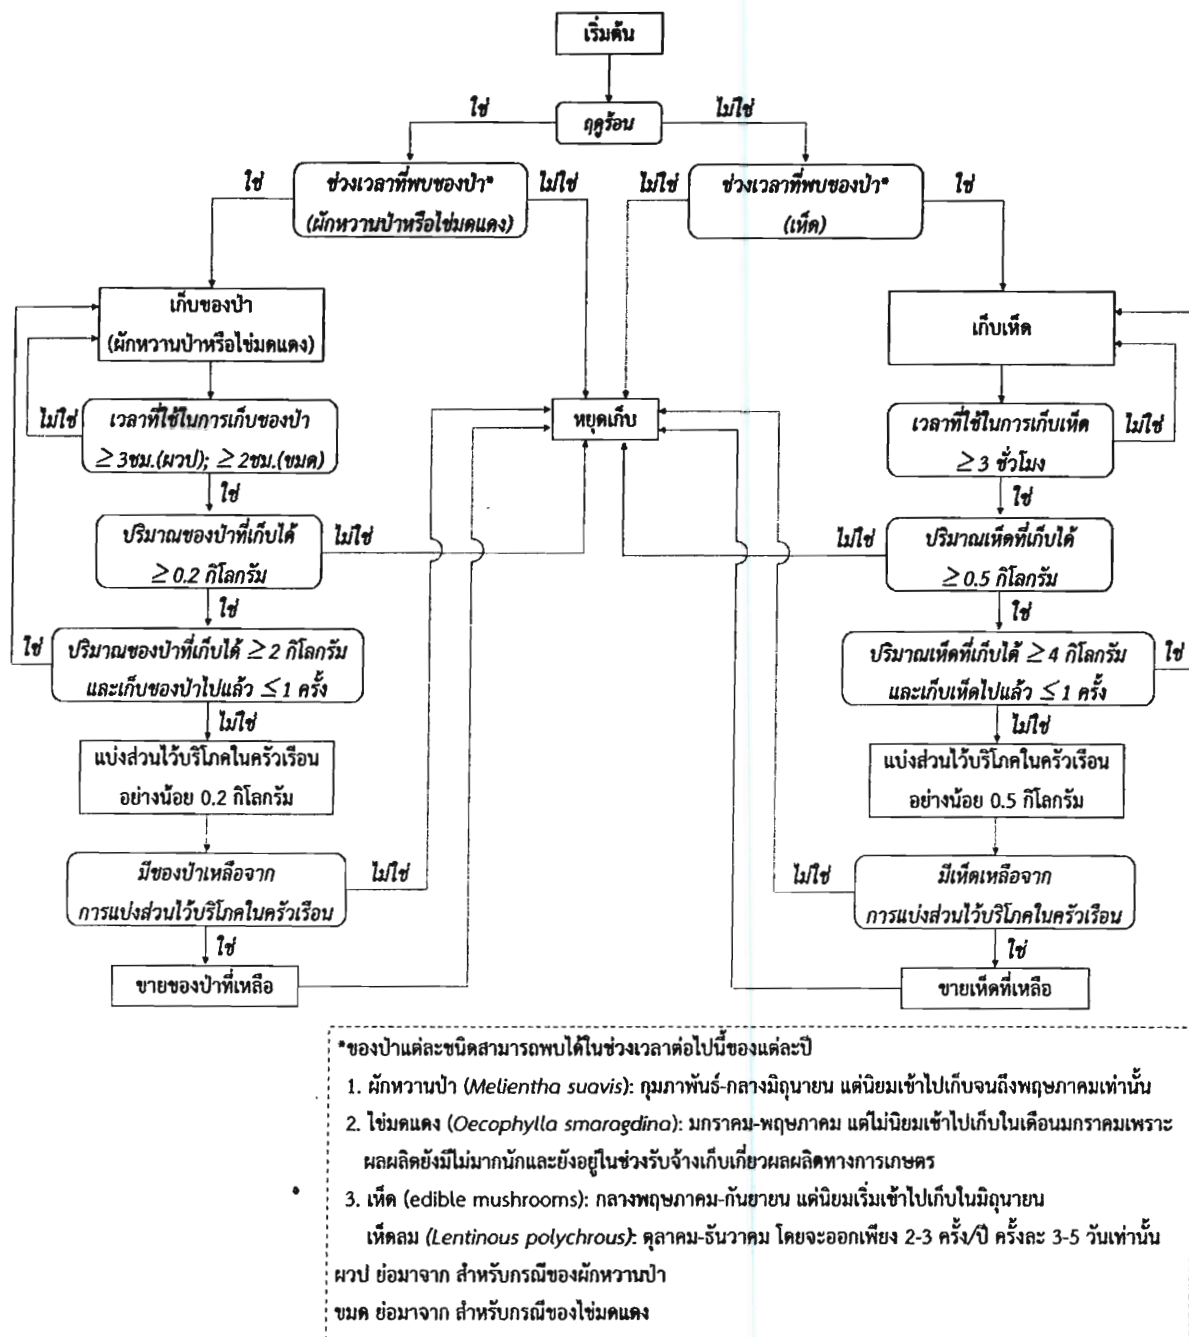 เริ่มต้น
ใช่
ฤดูร้อน
ไม่ใช่
ใช่
ช่วงเวลาที่พบของป่า*
(ผักหวานป่าหรือไข่มดแดง)
ไม่ใช่
ไม่ใช่
ช่วงเวลาที่พบของป่า*
(เห็ด)
ใช่
เก็บของป่า
(ผักหวานป่าหรือไข่มดแดง)
เก็บเห็ด
หยุดเก็บ
ไม่ใช่
เวลาที่ใช้ในการเก็บของป่า
≥ 3ชม.(ผวป); ≥ 2ชม.(ขมด)
ใช่
เวลาที่ใช้ในการเก็บเห็ด
≥ 3 ชั่วโมง
ไม่ใช่
ใช่
ปริมาณของป่าที่เก็บได้
≥ 0.2 กิโลกรัม
ไม่ใช่
ใช่
ไม่ใช่
ปริมาณเห็ดที่เก็บได้
≥ 0.5 กิโลกรัม
ใช่
ใช่
ปริมาณของป่าที่เก็บได้ ≥ 2 กิโลกรัม
และเก็บของป่าไปแล้ว ≤ 1 ครั้ง
ไม่ใช่
ปริมาณเห็ดที่เก็บได้ ≥ 4 กิโลกรัม
และเก็บเห็ดไปแล้ว ≤ 1 ครั้ง
ใช่
ไม่ใช่
แบ่งส่วนไว้บริโภคในครัวเรือน
อย่างน้อย 0.2 กิโลกรัม
แบ่งส่วนไว้บริโภคในครัวเรือน
อย่างน้อย 0.5 กิโลกรัม
มีของป่าเหลือจาก
การแบ่งส่วนไว้บริโภคในครัวเรือน
ไม่ใช่
ใช่
ไม่ใช่
มีเห็ดเหลือจาก
การแบ่งส่วนไว้บริโภคในครัวเรือน
ใช่
ขายของป่าที่เหลือ
ขายเห็ดที่เหลือ
*ของป่าแต่ละชนิดสามารถพบได้ในช่วงเวลาต่อไปนี้ของแต่ละปี
1. ผักหวานป่า (Melientha suavis): กุมภาพันธ์-กลางมิถุนายน แต่นิยมเข้าไปเก็บจนถึงพฤษภาคมเท่านั้น
2. ไข่มดแดง (Oecophylla smaragdina): มกราคม-พฤษภาคม แต่ไม่นิยมเข้าไปเก็บในเดือนมกราคมเพราะ
ผลผลิตยังมีไม่มากนักและยังอยู่ในช่วงรับจ้างเก็บเกี่ยวผลผลิตทางการเกษตร
3. เห็ด (edible mushrooms): กลางพฤษภาคม-กันยายน แต่นิยมเริ่มเข้าไปเก็บในมิถุนายน
เห็ดลม (Lentinous polychrous): ตุลาคม-ธันวาคม โดยจะออกเพียง 2-3 ครั้ง/ปี ครั้งละ 3-5 วันเท่านั้น
ผวป ย่อมาจาก สำหรับกรณีของผักหวานป่า
ขมด ย่อมาจาก สำหรับกรณีของไข่มดแดง